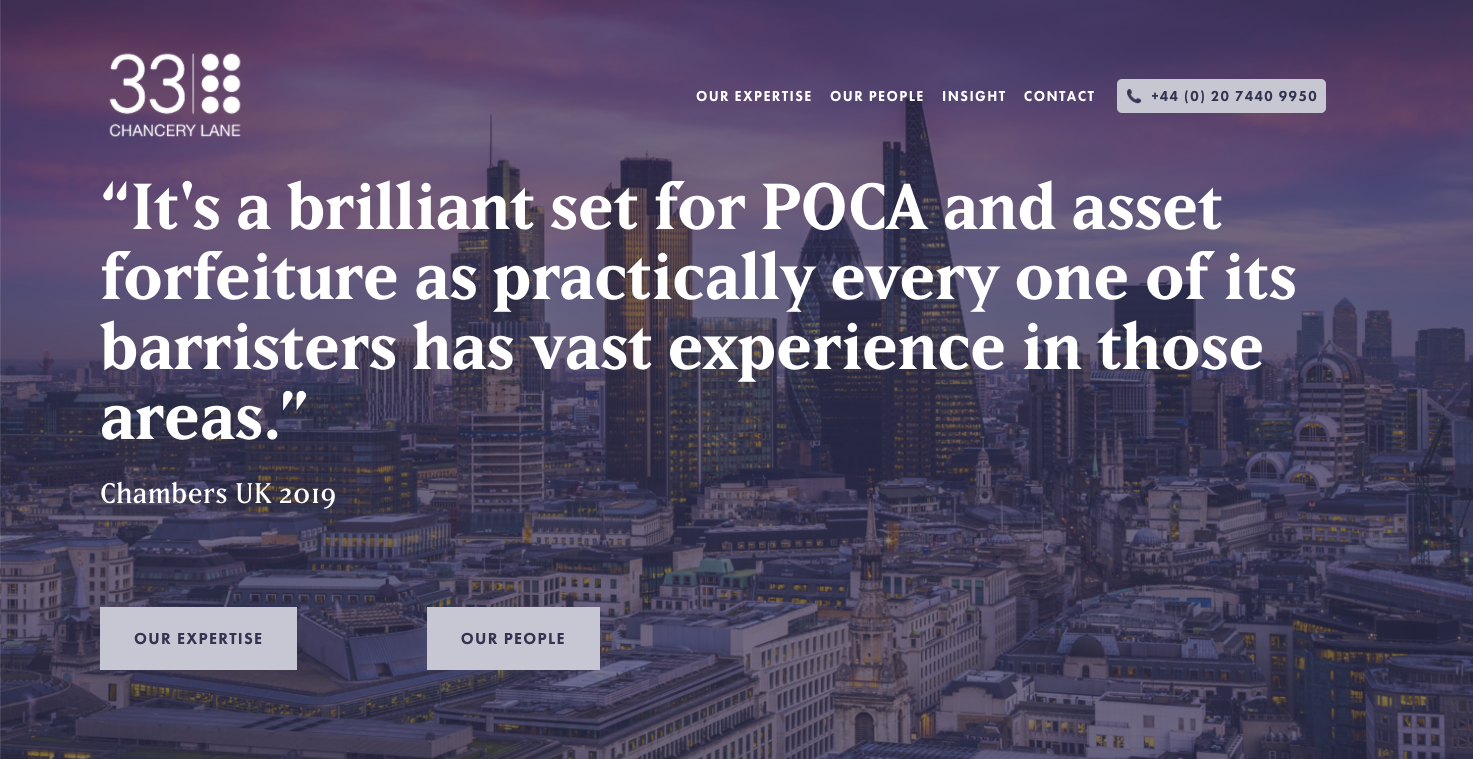 33
CHANCERY LANE
OUR EXPERTISE OUR PEOPLE INSIGHT CONTACT +44 (0) 20 7440 9950
“It's a brilliant set for POCA and asset
forfeiture as practically every one of its
barristers has vast experience in those
areas.”
Chambers UK 2019
OUR EXPERTISE OUR PEOPLE